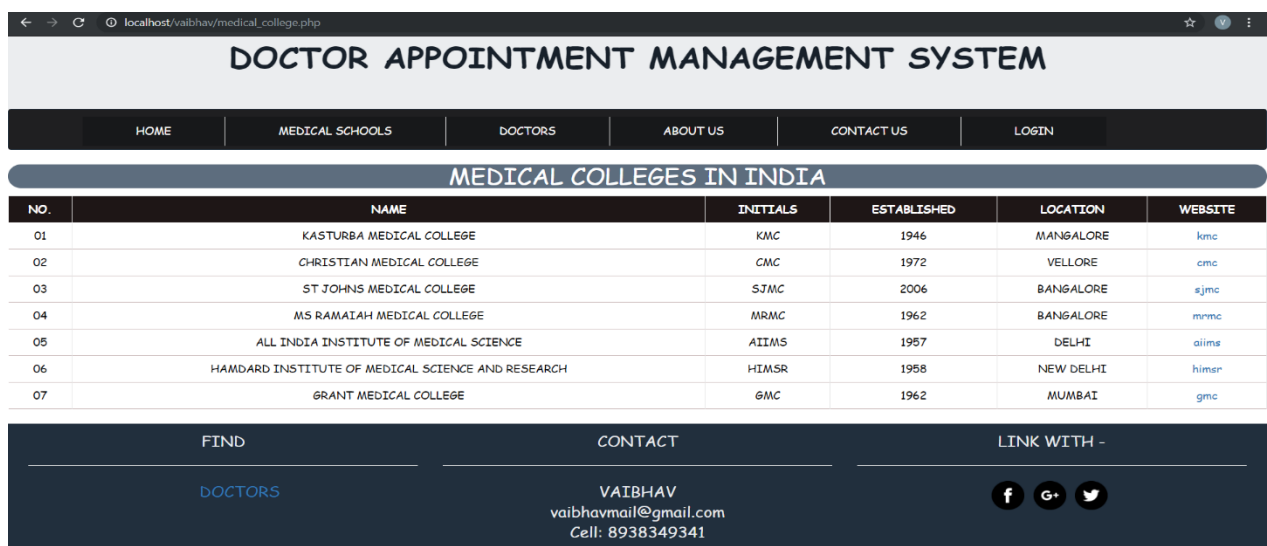 localhost/vaibhav/medical_college.php
V
DOCTOR APPOINTMENT MANAGEMENT SYSTEM
HOME MEDICAL SCHOOLS DOCTORS ABOUT US CONTACT US LOGIN
MEDICAL COLLEGES IN INDIA
NO. NAME INITIALS ESTABLISHED LOCATION WEBSITE
01 KASTURBA MEDICAL COLLEGE KMC 1946 MANGALORE kmc
02 CHRISTIAN MEDICAL COLLEGE CMC 1972 VELLORE cmc
03 ST JOHNS MEDICAL COLLEGE SJMC 2006 BANGALORE sjmc
04 MS RAMAIAH MEDICAL COLLEGE MRMC 1962 BANGALORE mrmc
05 ALL INDIA INSTITUTE OF MEDICAL SCIENCE AIIMS 1957 DELHI aiims
06 HAMDARD INSTITUTE OF MEDICAL SCIENCE AND RESEARCH HIMSR 1958 NEW DELHI himsr
07 GRANT MEDICAL COLLEGE GMC 1962 MUMBAI gmc
FIND CONTACT LINK WITH -
DOCTORS VAIBHAV f G+
vaibhavmail@gmail.com
Cell: 8938349341